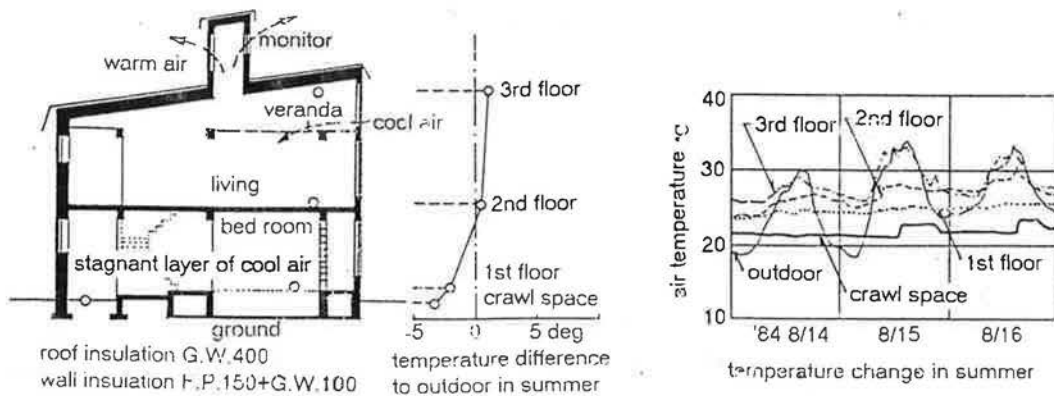 monitor
warm air
veranda
cool air
living
bed room
stagnant layer of cool air
ground
roof insulation G.W.400
wall insulation F.P.150+G.W.100
3rd floor
2nd floor
1st floor
crawl space
-5 0 5 deg
temperature difference
to outdoor in summer
air temperature °C
40
30
20
10
3rd floor
2nd floor
outdoor
crawl space
1st floor
'84 8/14 8/15 8/16
temperature change in summer